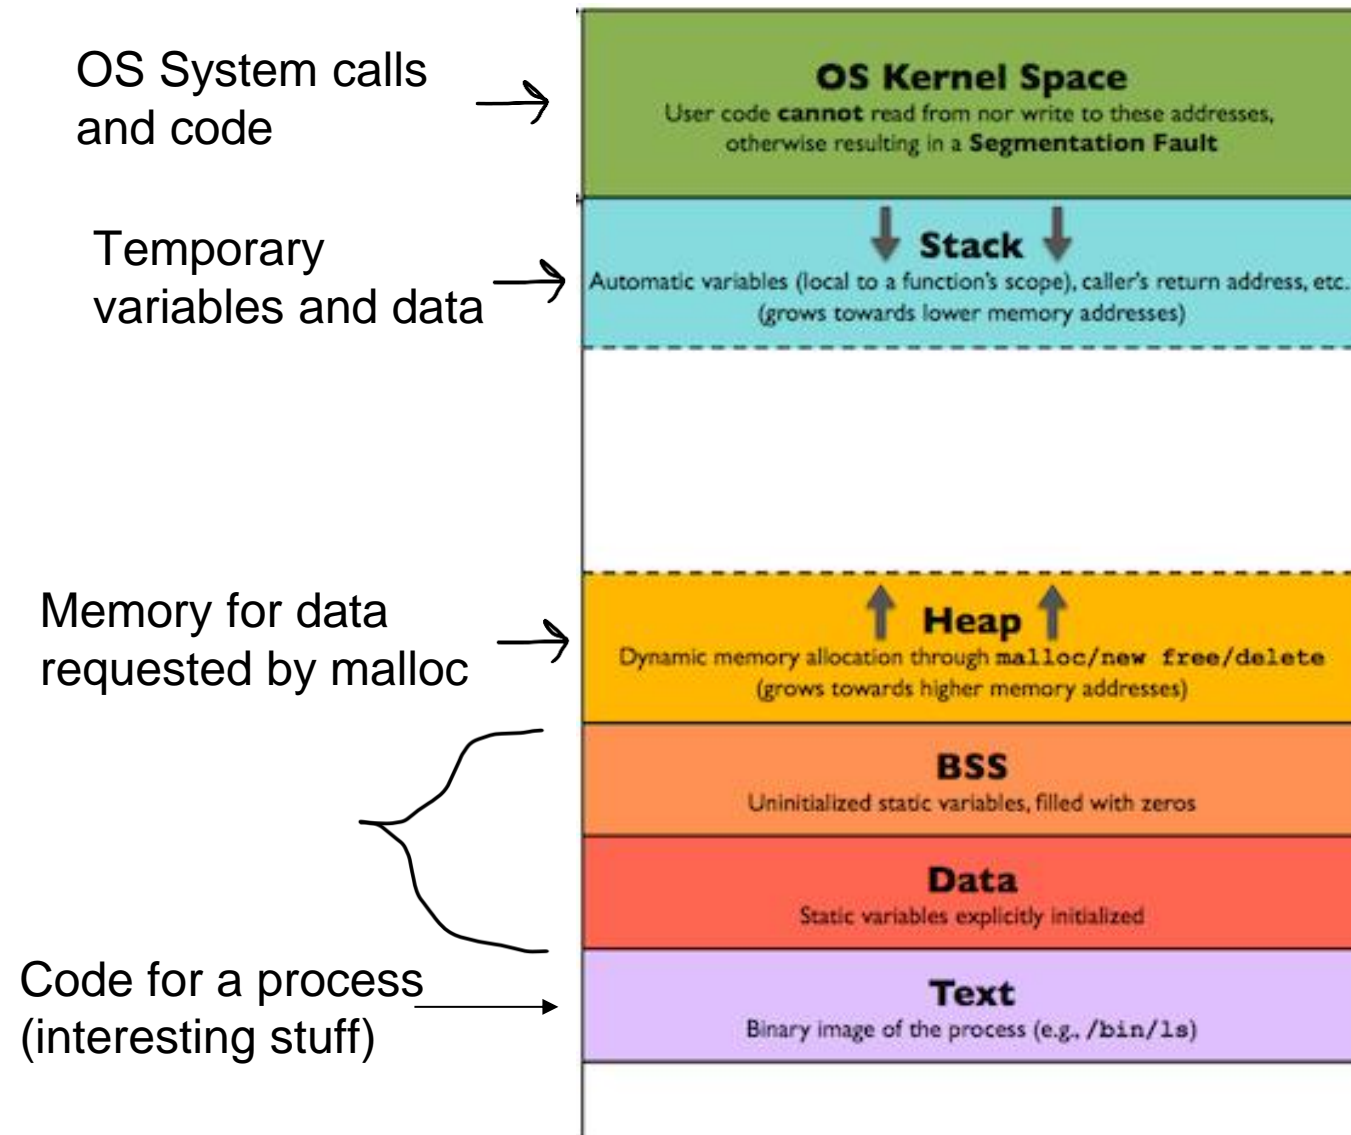 OS System calls
and code
OS Kernel Space
User code cannot read from nor write to these addresses,
otherwise resulting in a Segmentation Fault
Temporary
variables and data
Stack
Automatic variables (local to a function's scope), caller's return address, etc.
(grows towards lower memory addresses)
Memory for data
requested by malloc
Heap
Dynamic memory allocation through malloc/new free/delete
(grows towards higher memory addresses)
BSS
Uninitialized static variables, filled with zeros
Data
Static variables explicitly initialized
Code for a process
(interesting stuff)
Text
Binary image of the process (e.g., /bin/ls)